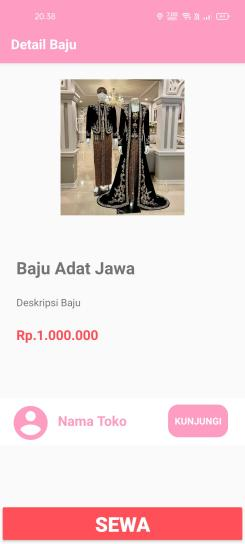 20.38
Detail Baju
Baju Adat Jawa
Deskripsi Baju
Rp.1.000.000
Nama Toko
KUNJUNGI
SEWA